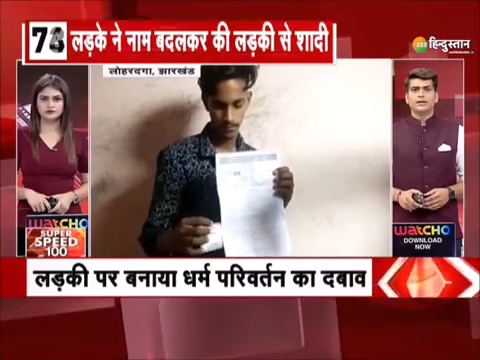 लड़के ने नाम बदलकर की लड़की से शादी
ZEE हिन्दुस्तान
लोहरदगा, झारखंड
WATCHO
SUPER
SPEED
100
WATCHO
DOWNLOAD
NOW
लड़की पर बनाया धर्म परिवर्तन का दबाव